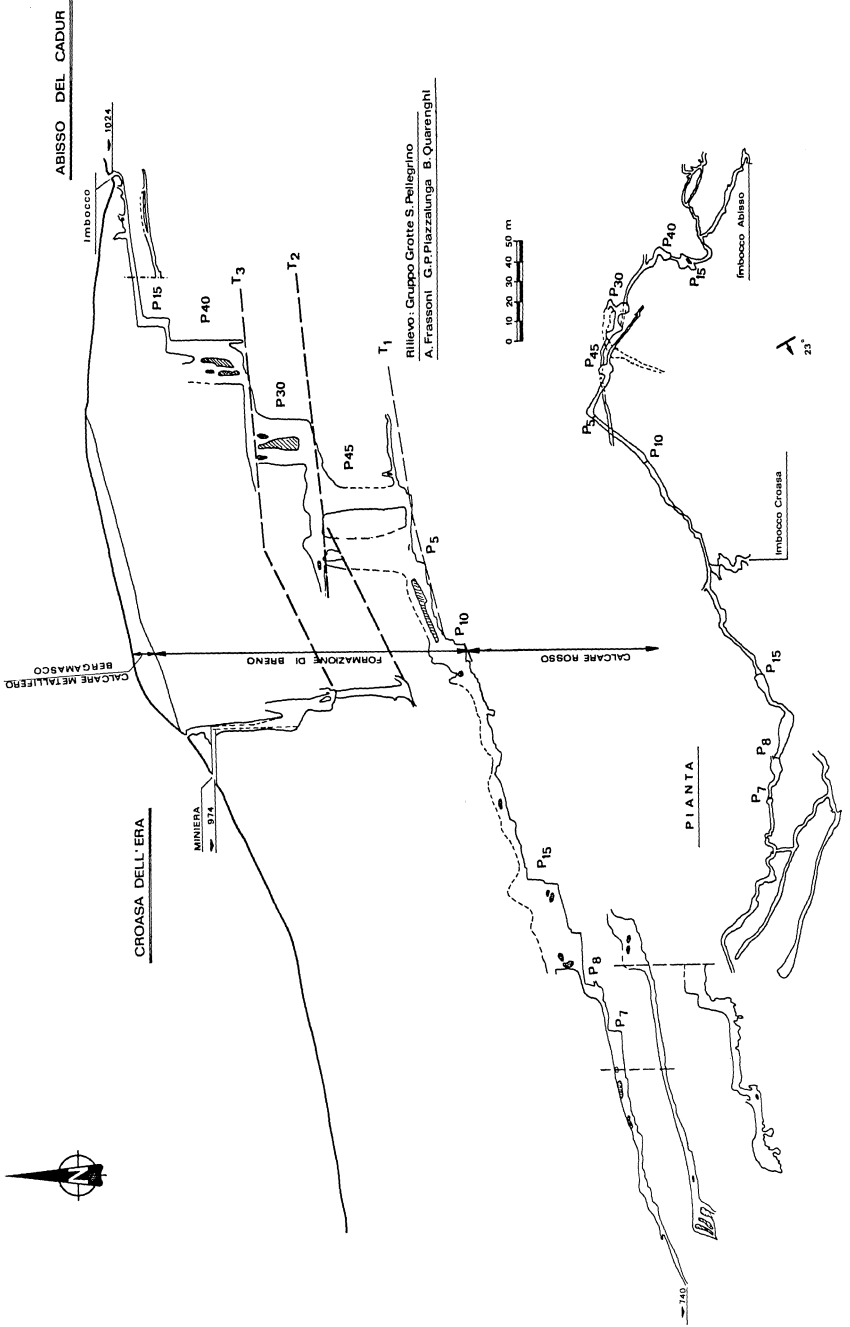 ABISSO DEL CADUR
Imbocco
1024
P15
P40
T3
T2
P30
P45
T1
P5
P10
Rilievo: Gruppo Grotte S. Pellegrino
A. Frassoni G.P. Piazzalunga B. Quarenghi
CALCARE METALLIFERO
BERGAMASCO
FORMAZIONE DI BRENO
CALCARE ROSSO
CROASA DELL'ERA
MINIERA
974
P15
P8
P7
740
N
0 10 20 30 40 50 m
PIANTA
Imbocco Abisso
P15
P40
P30
P45
P5
P10
23°
Imbocco Croasa
P15
P8
P7